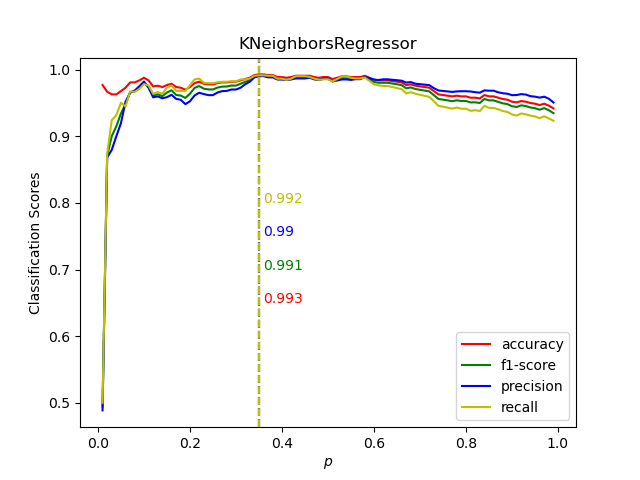 KNeighborsRegressor
Classification Scores
1.0
0.9
0.8
0.7
0.6
0.5
0.992
0.99
0.991
0.993
accuracy
f1-score
precision
recall
0.0 0.2 0.4 0.6 0.8 1.0
p